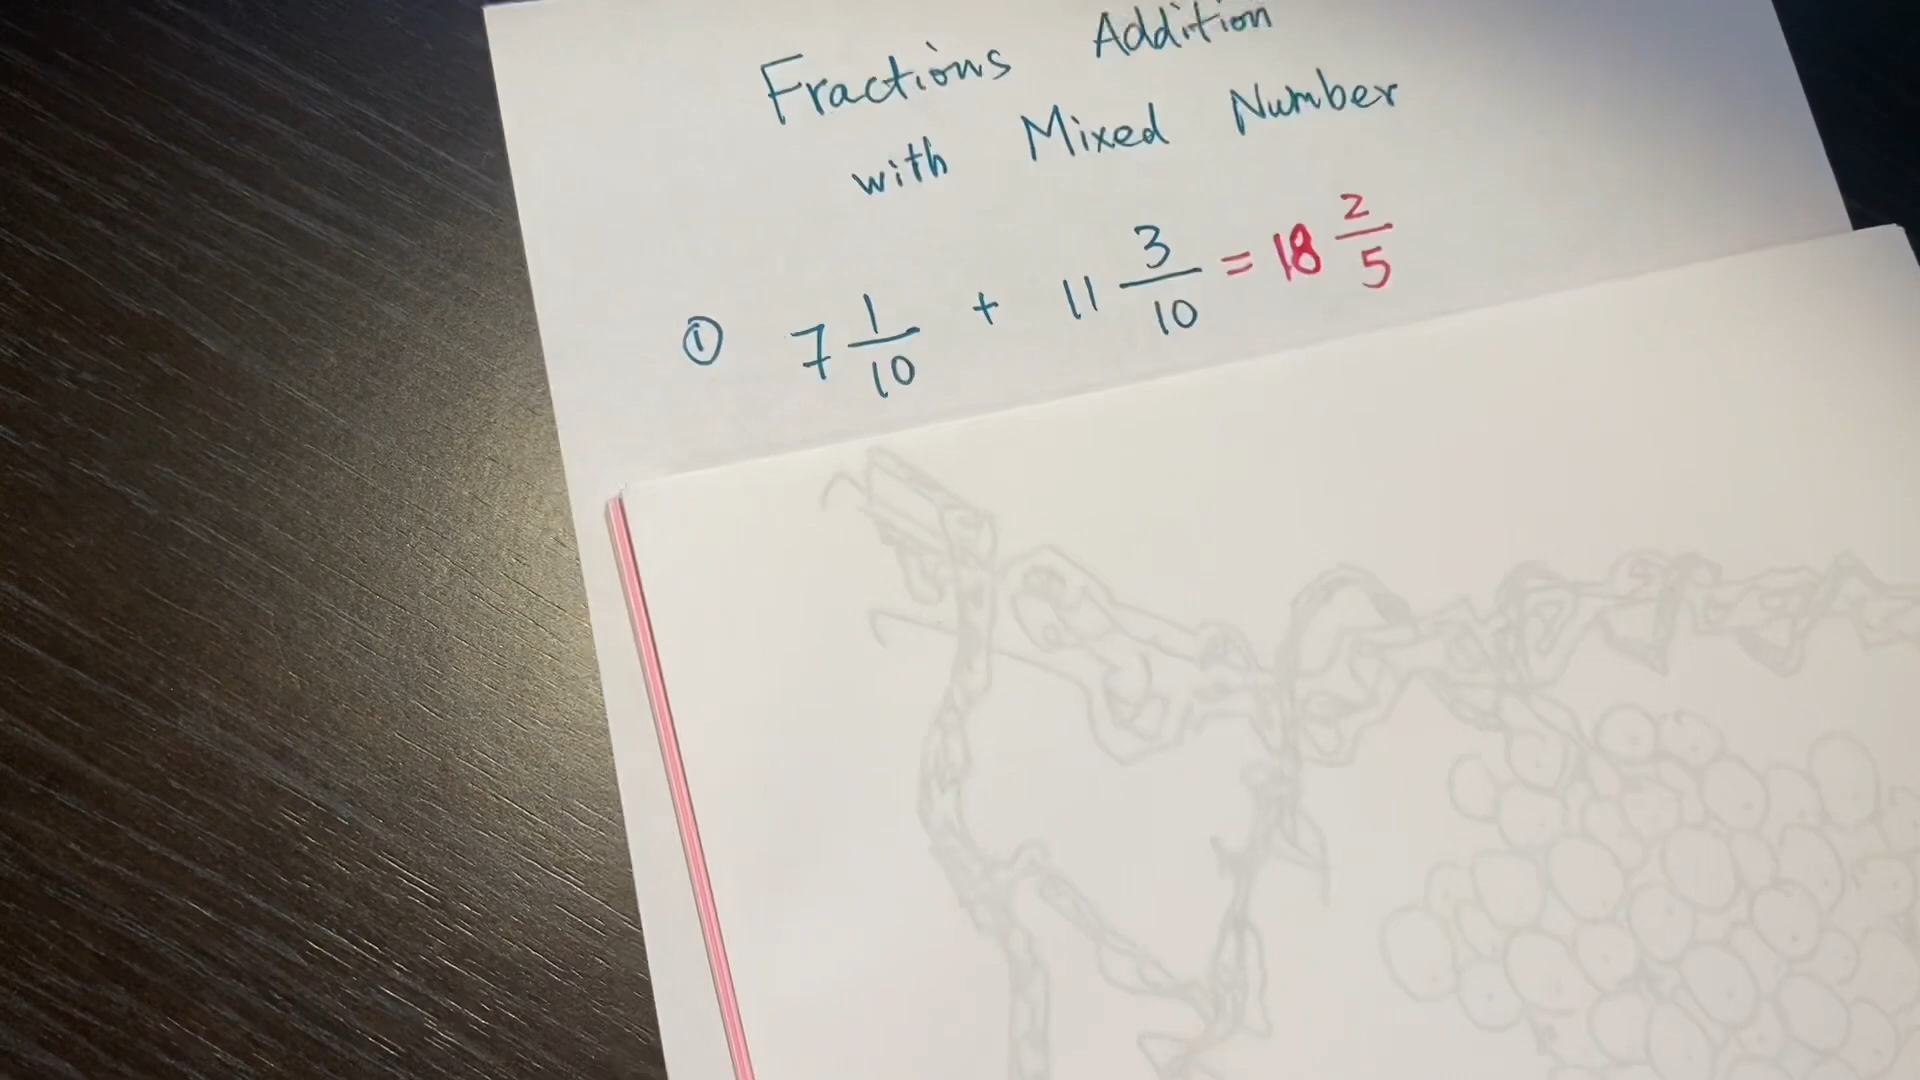 Fractions Addition
with Mixed Number
① 7 1/10 + 11 3/10 = 18 2/5